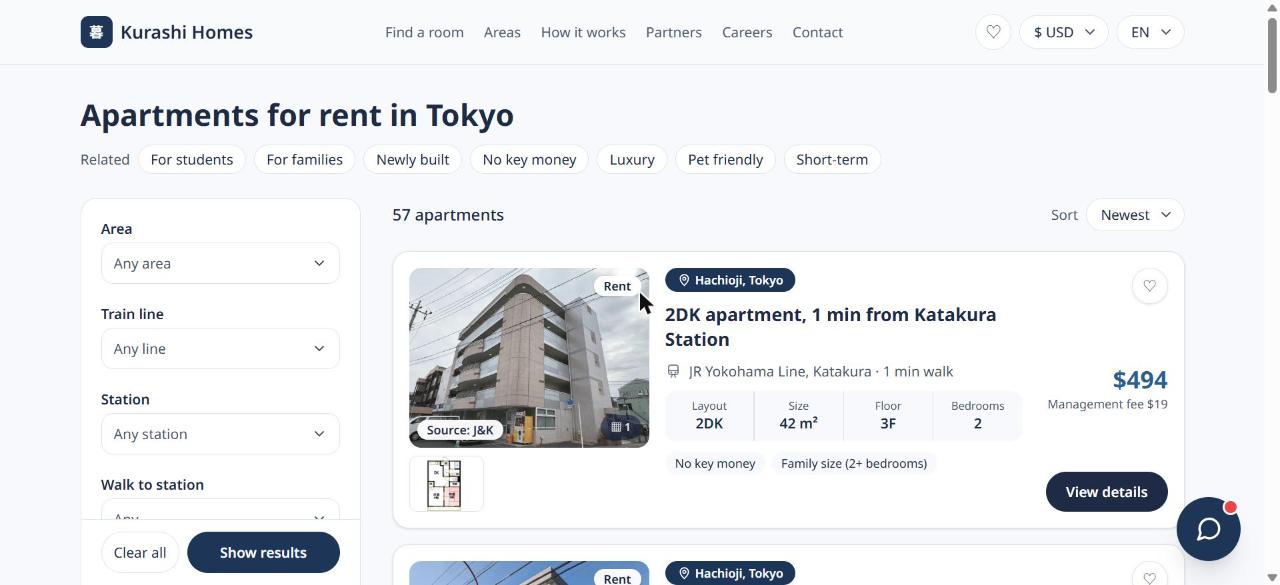 暮 Kurashi Homes
Find a room Areas How it works Partners Careers Contact
$ USD
EN
Apartments for rent in Tokyo
Related For students For families Newly built No key money Luxury Pet friendly Short-term
Area
Any area
Train line
Any line
Station
Any station
Walk to station
Any
Clear all
Show results
57 apartments
Sort Newest
Rent
Source: J&K
1
Hachioji, Tokyo
2DK apartment, 1 min from Katakura
Station
JR Yokohama Line, Katakura · 1 min walk
Layout Size Floor Bedrooms
2DK 42 m² 3F 2
No key money Family size (2+ bedrooms)
$494
Management fee $19
View details
Rent
Hachioji, Tokyo